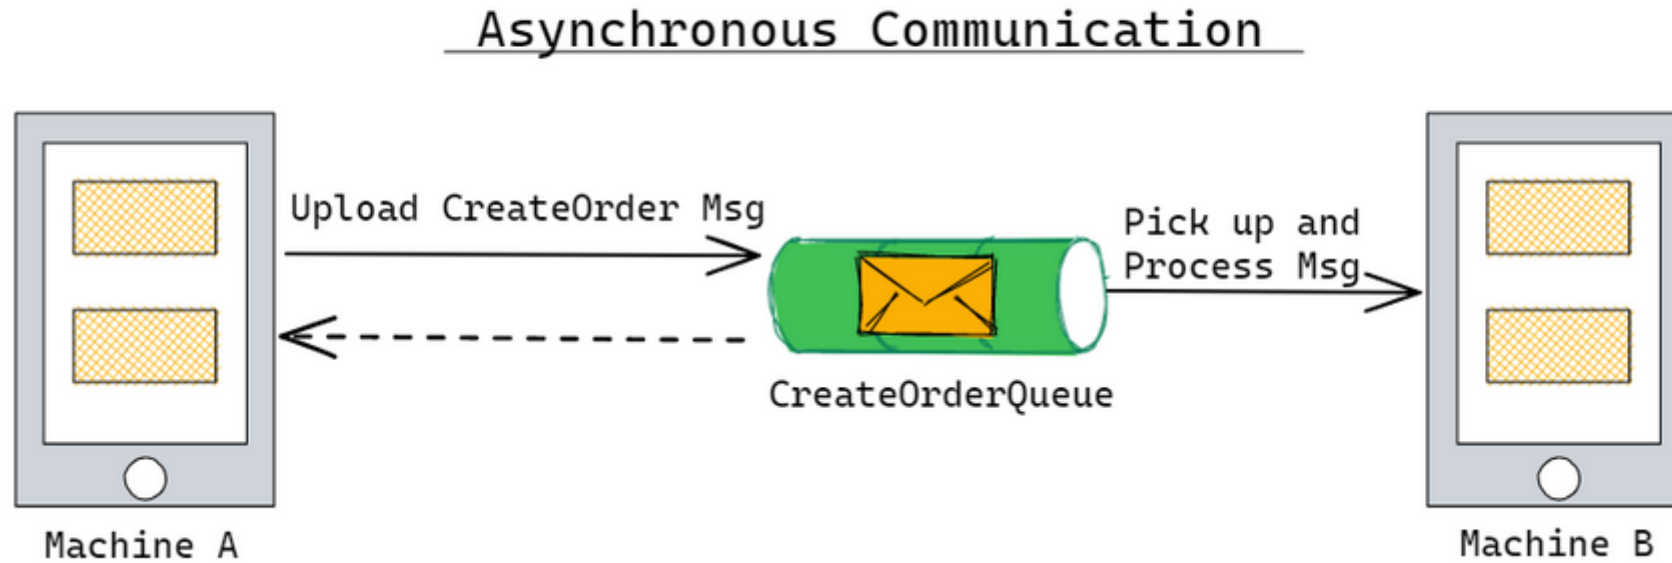 Asynchronous Communication
Upload CreateOrder Msg
Pick up and
Process Msg
CreateOrderQueue
Machine A
Machine B